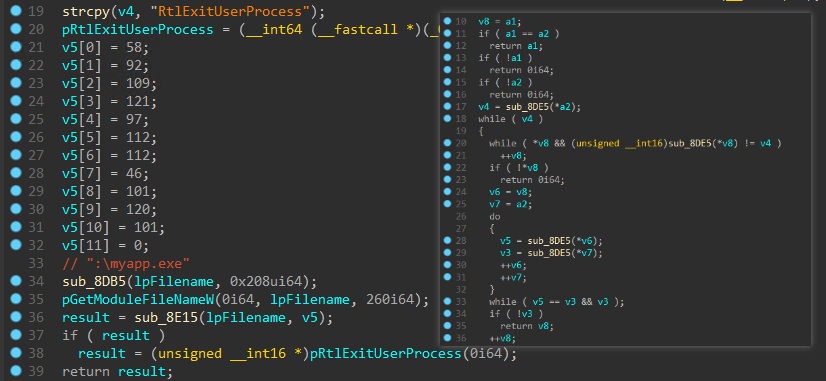 19 strcpy(v4, "RtlExitUserProcess");
20 pRtlExitUserProcess = (__int64 (__fastcall *)(_
21 v5[0] = 58;
22 v5[1] = 92;
23 v5[2] = 109;
24 v5[3] = 121;
25 v5[4] = 97;
26 v5[5] = 112;
27 v5[6] = 112;
28 v5[7] = 46;
29 v5[8] = 101;
30 v5[9] = 120;
31 v5[10] = 101;
32 v5[11] = 0;
33 // ":\myapp.exe"
34 sub_8DB5(lpFilename, 0x208ui64);
35 pGetModuleFileNameW(0i64, lpFilename, 260i64);
36 result = sub_8E15(lpFilename, v5);
37 if ( result )
38 result = (unsigned __int16 *)pRtlExitUserProcess(0i64);
39 return result;
10 v8 = a1;
11 if ( a1 == a2 )
12 return a1;
13 if ( !a1 )
14 return 0i64;
15 if ( !a2 )
16 return 0i64;
17 v4 = sub_8DE5(*a2);
18 while ( v4 )
19 {
20 while ( *v8 && (unsigned __int16)sub_8DE5(*v8) != v4 )
21 ++v8;
22 if ( !*v8 )
23 return 0i64;
24 v6 = v8;
25 v7 = a2;
26 do
27 {
28 v5 = sub_8DE5(*v6);
29 v3 = sub_8DE5(*v7);
30 ++v6;
31 ++v7;
32 }
33 while ( v5 == v3 && v3 );
34 if ( !v3 )
35 return v8;
36 ++v8;